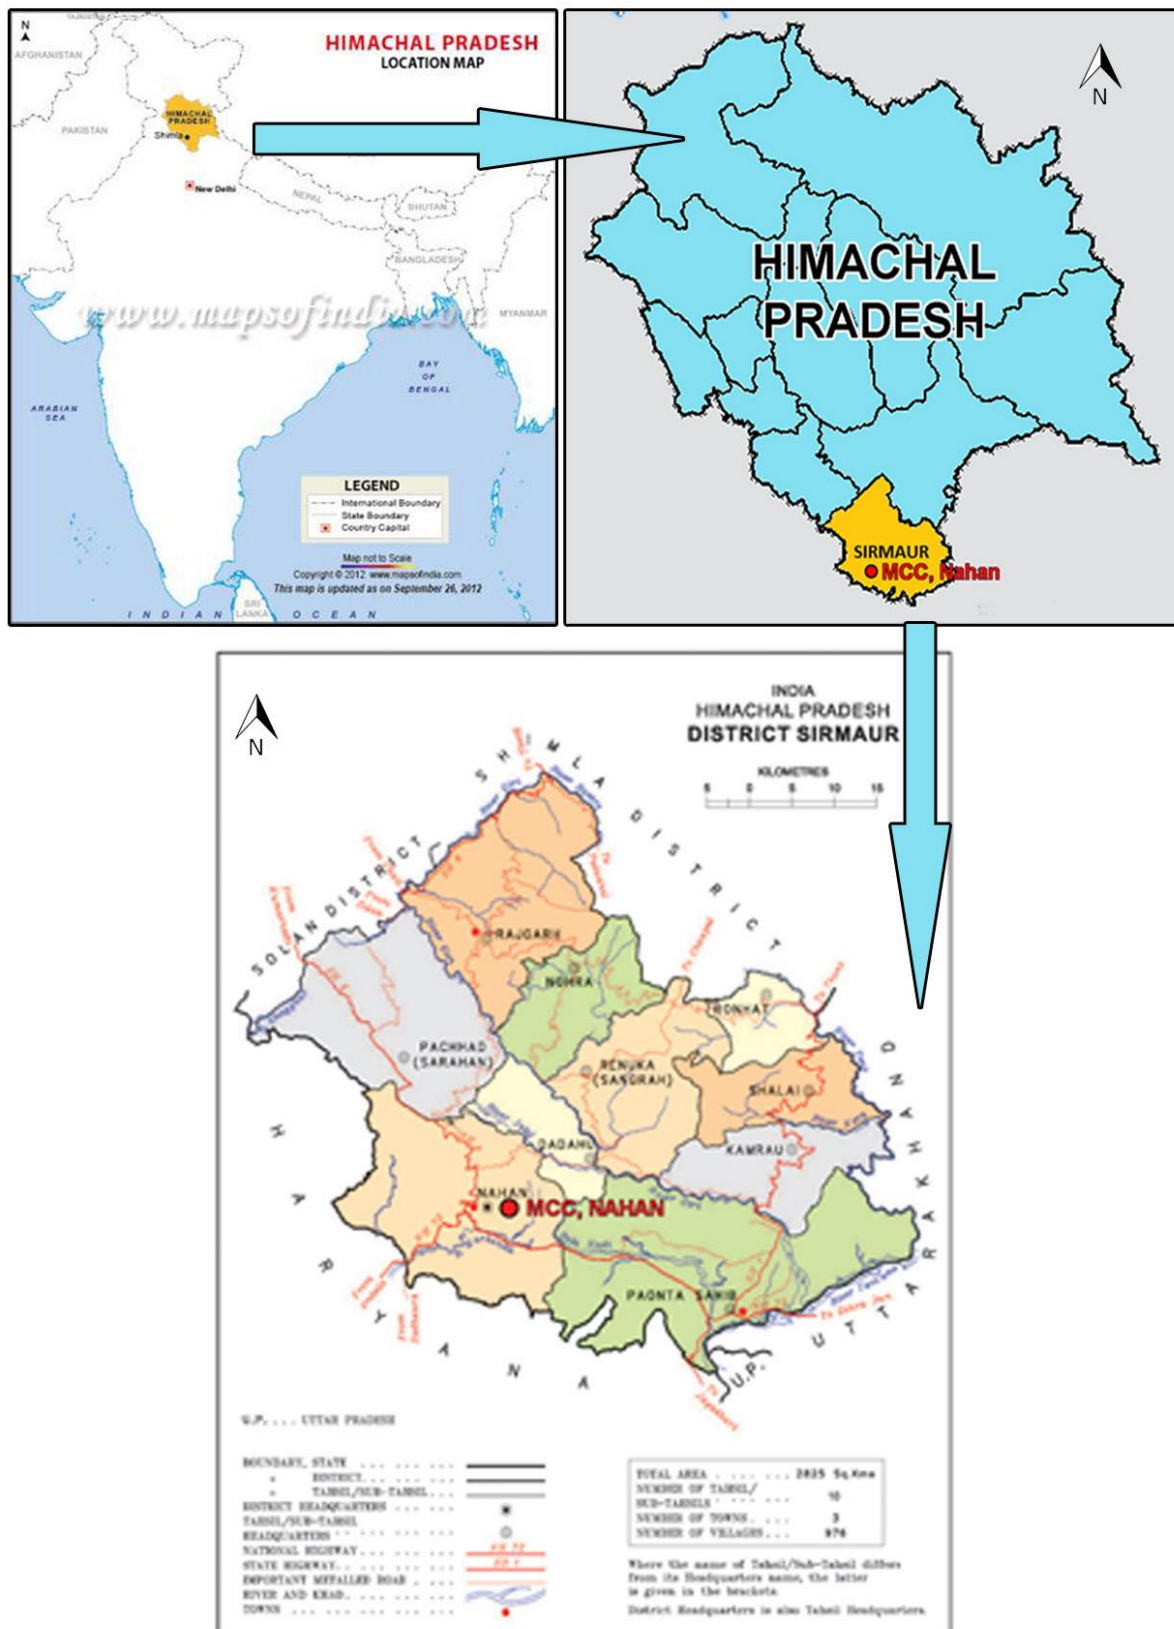 N
HIMACHAL PRADESH
LOCATION MAP
AFGHANISTAN
PAKISTAN
HIMACHAL
PRADESH
Shimla
New Delhi
NEPAL
BHUTAN
BANGLADESH
MYANMAR
www.mapsofindia.com
BAY
OF
BENGAL
ARABIAN
SEA
LEGEND
International Boundary
State Boundary
Country Capital
Map not to Scale
Copyright © 2012 www.mapsofindia.com
This map is updated as on September 26, 2012
SRI
LANKA
INDIAN OCEAN
N
HIMACHAL
PRADESH
SIRMAUR
MCC, Nahan
N
INDIA
HIMACHAL PRADESH
DISTRICT SIRMAUR
KILOMETRES
5 0 5 10 15
SHIMLA DISTRICT
SOLAN DISTRICT
RAJGARH
NOHRA
RONHAT
PACHHAD
(SARAHAN)
RENUKA
(SANGRAH)
SHALAI
DADAHU
KAMRAU
NAHAN
MCC, NAHAN
PAONTA SAHIB
HARYANA
U.P.
UTTARAKHAND
U.P. .... UTTAR PRADESH
BOUNDARY, STATE
" DISTRICT
" TAHSIL/SUB-TAHSIL
DISTRICT HEADQUARTERS
TAHSIL/SUB-TAHSIL
HEADQUARTERS
NATIONAL HIGHWAY NH 72
STATE HIGHWAY
IMPORTANT METALLED ROAD
RIVER AND KHAD
TOWNS
TOTAL AREA 2825 Sq.Kms
NUMBER OF TAHSIL/
SUB-TAHSILS 10
NUMBER OF TOWNS 3
NUMBER OF VILLAGES 976
Where the name of Tahsil/Sub-Tahsil differs
from its Headquarters name, the latter
is given in the brackets.
District Headquarters is also Tahsil Headquarters.